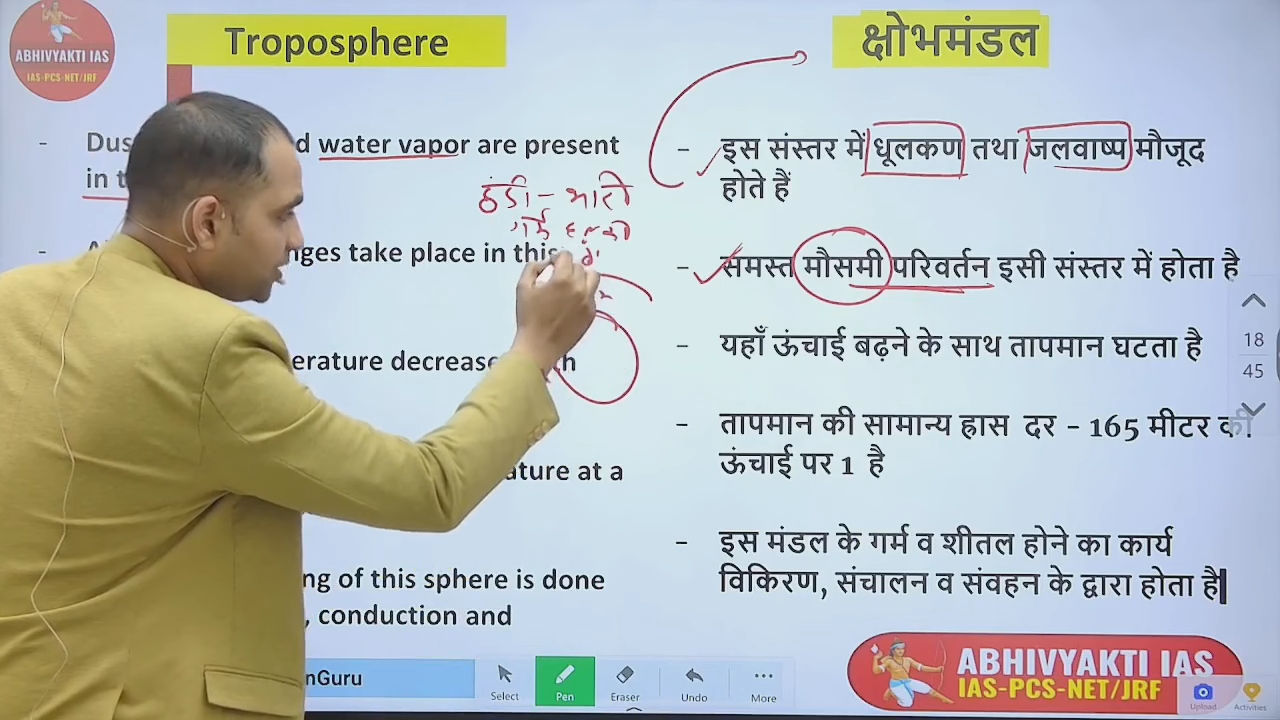 ABHIVYAKTI IAS
IAS-PCS-NET/JRF
Troposphere
क्षोभमंडल
- Dus d water vapor are present
in t
- इस संस्तर में धूलकण तथा जलवाष्प मौजूद
होते हैं
ठंडी - भारी
- nges take place in this
- समस्त मौसमी परिवर्तन इसी संस्तर में होता है
18
45
erature decrease h
- यहाँ ऊंचाई बढ़ने के साथ तापमान घटता है
ature at a
- तापमान की सामान्य ह्रास दर - 165 मीटर की
ऊंचाई पर 1 है
ng of this sphere is done
, conduction and
- इस मंडल के गर्म व शीतल होने का कार्य
विकिरण, संचालन व संवहन के द्वारा होता है
nGuru
Select
Pen
Eraser
Undo
More
ABHIVYAKTI IAS
IAS-PCS-NET/JRF
Upload
Activities